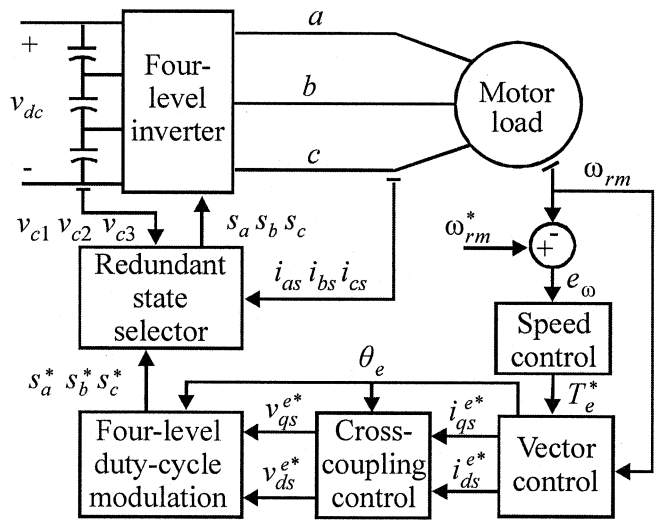 a
+
Four-
level
inverter
v_dc
b
Motor
load
c
-
ω_rm
v_c1 v_c2 v_c3
s_a s_b s_c
ω*_rm
+
-
Redundant
state
selector
i_as i_bs i_cs
e_ω
Speed
control
s*_a s*_b s*_c
θ_e
T*_e
Four-level
duty-cycle
modulation
v^e*_qs
v^e*_ds
Cross-
coupling
control
i^e*_qs
i^e*_ds
Vector
control